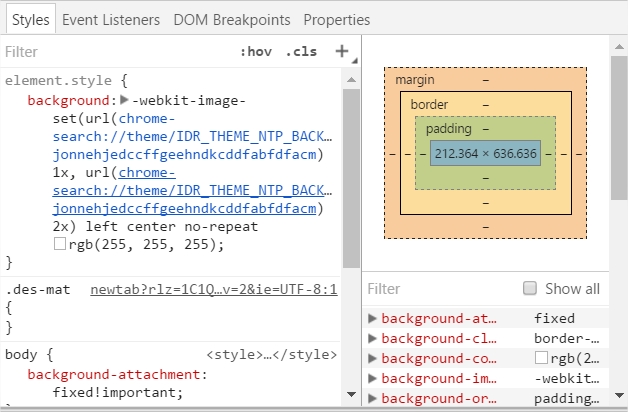 Styles Event Listeners DOM Breakpoints Properties
Filter :hov .cls +
element.style {
background: -webkit-image-
set(url(chrome-
search://theme/IDR_THEME_NTP_BACK…
jonnehjedccffgeehndkcddfabfdfacm)
1x, url(chrome-
search://theme/IDR_THEME_NTP_BACK…
jonnehjedccffgeehndkcddfabfdfacm)
2x) left center no-repeat
rgb(255, 255, 255);
}
.des-mat newtab?rlz=1C1Q…v=2&ie=UTF-8:1
{
}
body { <style>…</style>
background-attachment:
fixed!important;
margin –
border –
padding –
– – – 212.364 × 636.636 – – –
–
–
–
Filter Show all
background-at… fixed
background-cl… border-…
background-co… rgb(2…
background-im… -webkit…
background-or… padding…